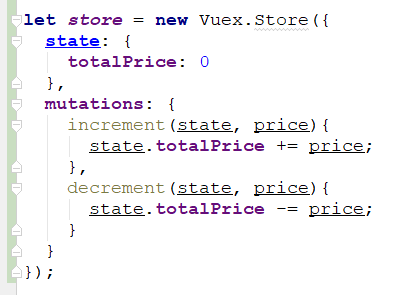 let store = new Vuex.Store({
  state: {
    totalPrice: 0
  },
  mutations: {
    increment(state, price){
      state.totalPrice += price;
    },
    decrement(state, price){
      state.totalPrice -= price;
    }
  }
});